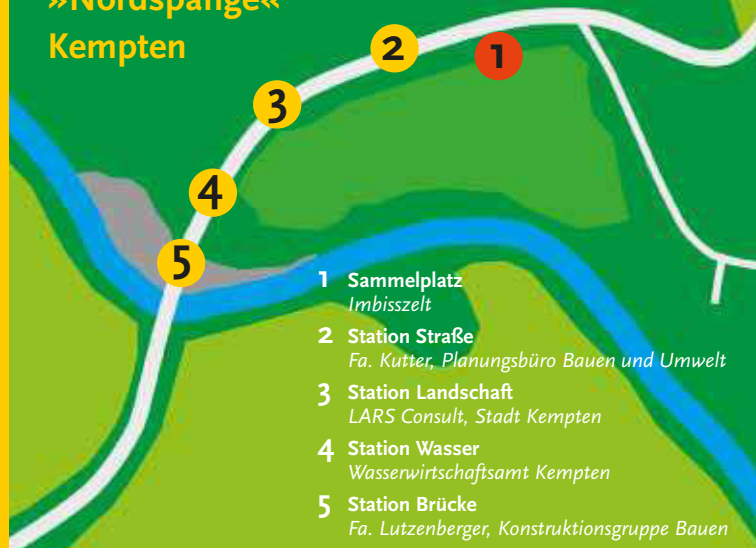 »Nordspange«
Kempten
2
1
3
4
5
1 Sammelplatz
Imbisszelt
2 Station Straße
Fa. Kutter, Planungsbüro Bauen und Umwelt
3 Station Landschaft
LARS Consult, Stadt Kempten
4 Station Wasser
Wasserwirtschaftsamt Kempten
5 Station Brücke
Fa. Lutzenberger, Konstruktionsgruppe Bauen